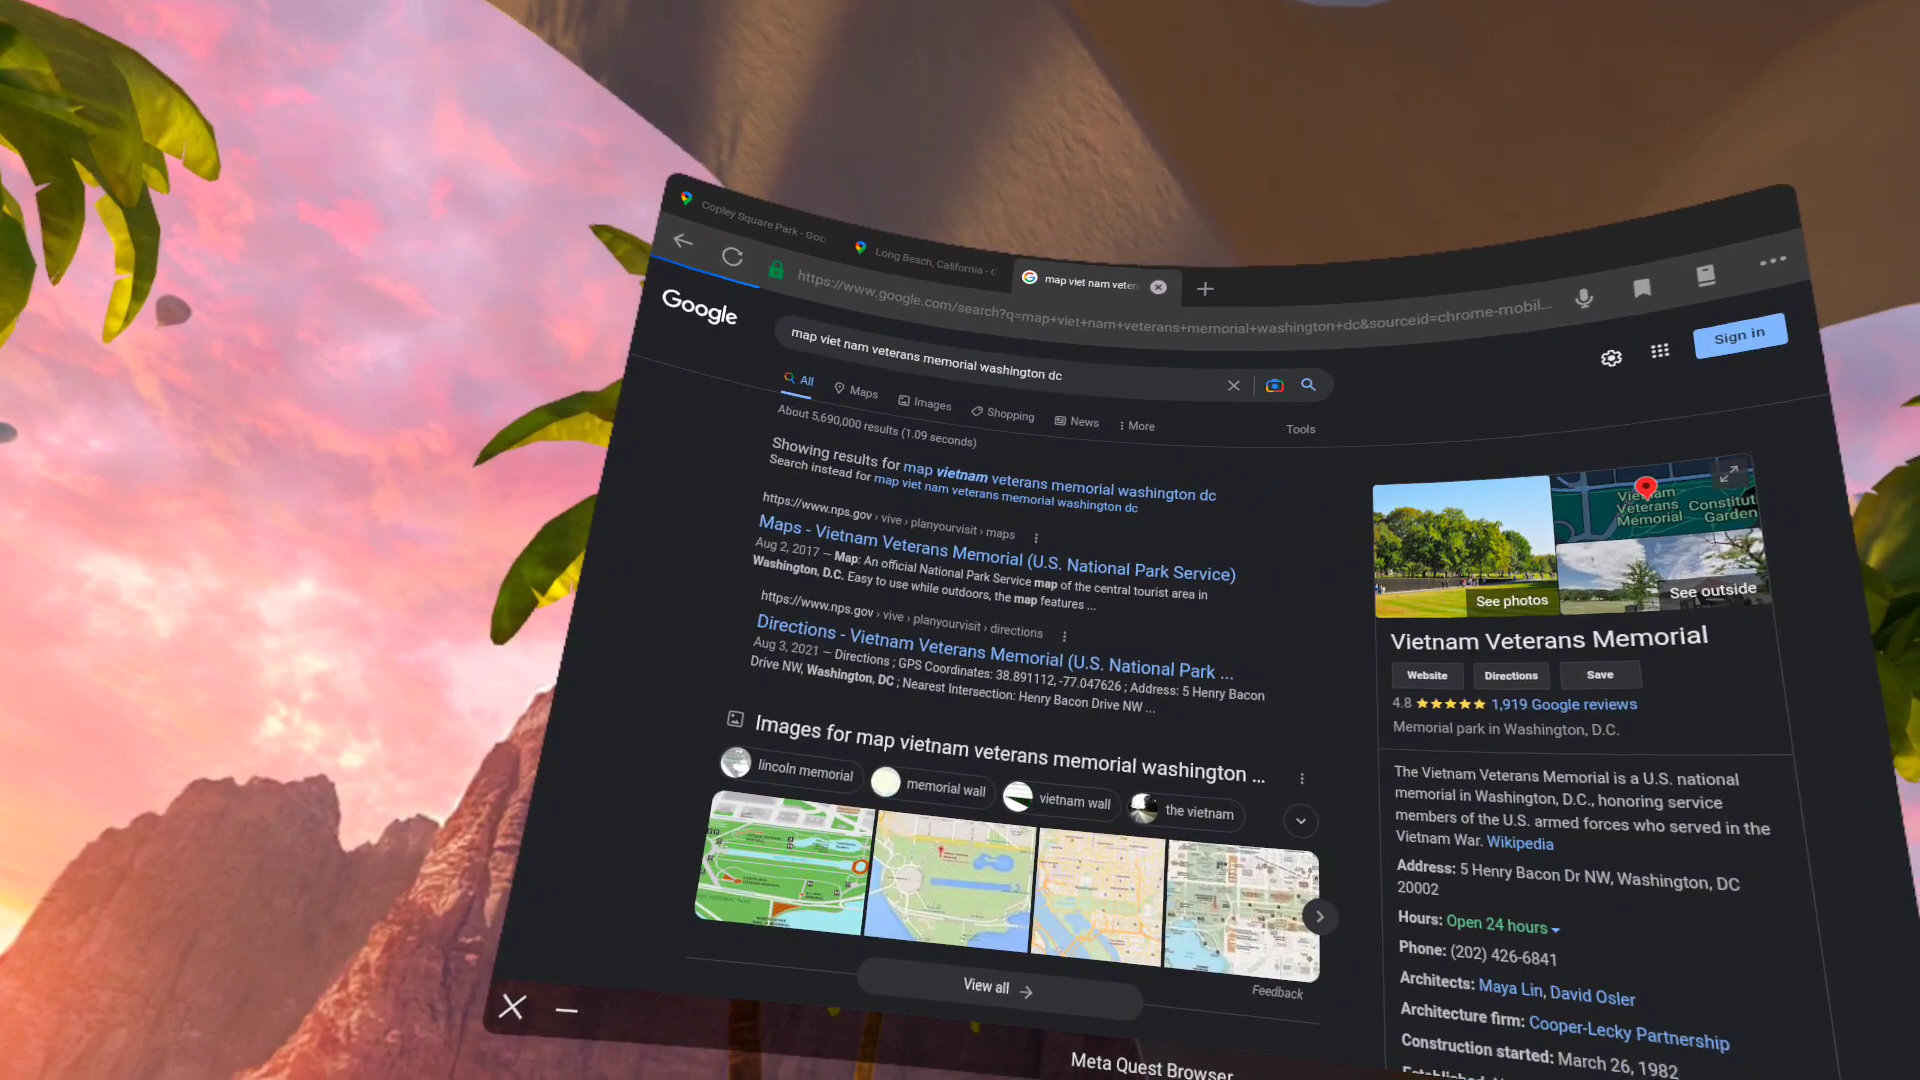 Copley Square Park - Goo
Long Beach, California - G
map viet nam veter
https://www.google.com/search?q=map+viet+nam+veterans+memorial+washington+dc&sourceid=chrome-mobil...
Google
map viet nam veterans memorial washington dc
Sign in
All
Maps
Images
Shopping
News
More
Tools
About 5,690,000 results (1.09 seconds)
Showing results for map vietnam veterans memorial washington dc
Search instead for map viet nam veterans memorial washington dc
https://www.nps.gov › vive › planyourvisit › maps
Maps - Vietnam Veterans Memorial (U.S. National Park Service)
Aug 2, 2017 — Map: An official National Park Service map of the central tourist area in
Washington, D.C. Easy to use while outdoors, the map features ...
https://www.nps.gov › vive › planyourvisit › directions
Directions - Vietnam Veterans Memorial (U.S. National Park ...
Aug 3, 2021 — Directions ; GPS Coordinates: 38.891112, -77.047626 ; Address: 5 Henry Bacon
Drive NW, Washington, DC ; Nearest Intersection: Henry Bacon Drive NW ...
Images for map vietnam veterans memorial washington ...
lincoln memorial
memorial wall
vietnam wall
the vietnam
View all
Feedback
Vietnam
Veterans
Memorial
Constitut
Garden
See photos
See outside
Vietnam Veterans Memorial
Website
Directions
Save
4.8
1,919 Google reviews
Memorial park in Washington, D.C.
The Vietnam Veterans Memorial is a U.S. national
memorial in Washington, D.C., honoring service
members of the U.S. armed forces who served in the
Vietnam War. Wikipedia
Address: 5 Henry Bacon Dr NW, Washington, DC
20002
Hours: Open 24 hours
Phone: (202) 426-6841
Architects: Maya Lin, David Osler
Architecture firm: Cooper-Lecky Partnership
Construction started: March 26, 1982
Meta Quest Browser